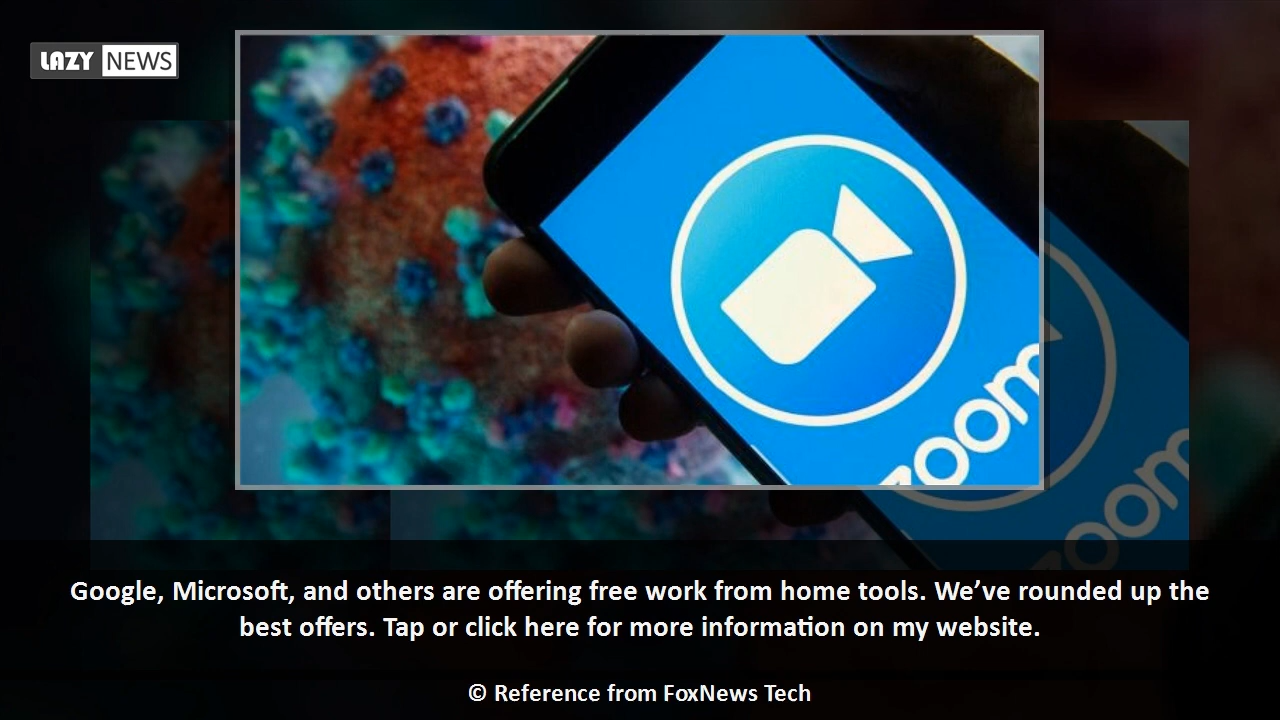 LAZY NEWS
zoom
zoom
Google, Microsoft, and others are offering free work from home tools. We’ve rounded up the
best offers. Tap or click here for more information on my website.
© Reference from FoxNews Tech